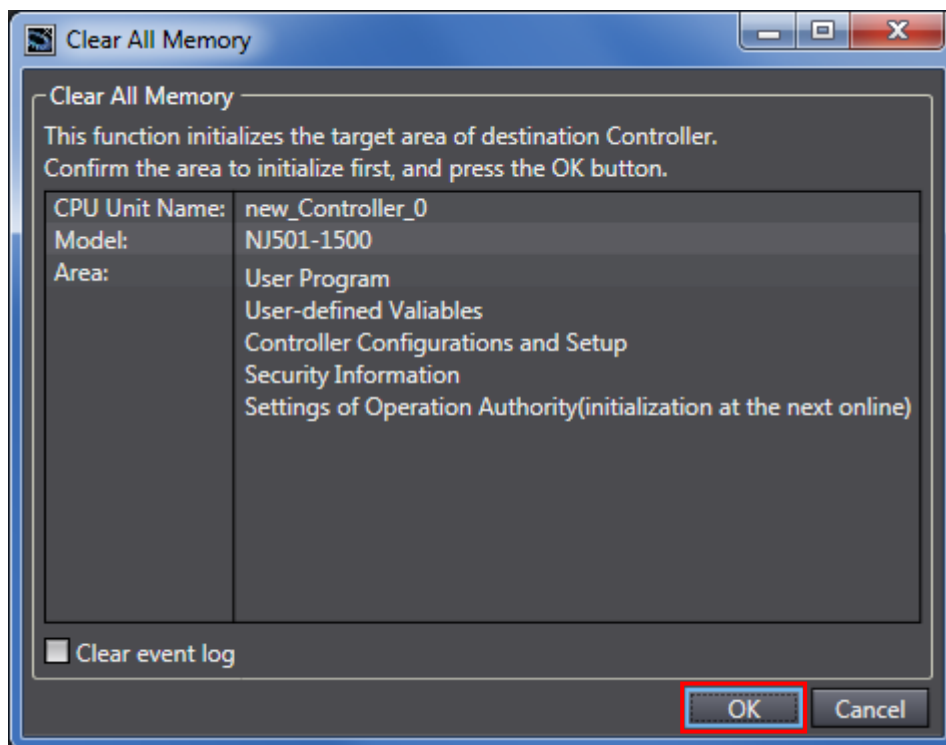 Clear All Memory
Clear All Memory
This function initializes the target area of destination Controller.
Confirm the area to initialize first, and press the OK button.
CPU Unit Name: new_Controller_0
Model: NJ501-1500
Area: User Program
User-defined Valiables
Controller Configurations and Setup
Security Information
Settings of Operation Authority(initialization at the next online)
Clear event log
OK Cancel